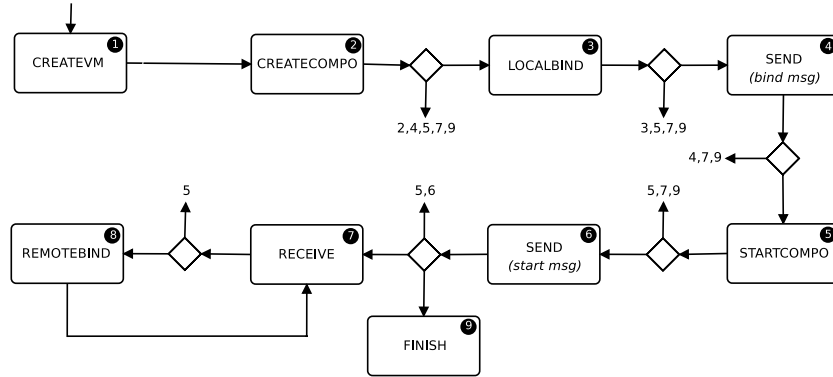 1
CREATEVM
2
CREATECOMPO
3
LOCALBIND
4
SEND
(bind msg)
2,4,5,7,9
3,5,7,9
4,7,9
5
5,6
5,7,9
8
REMOTEBIND
7
RECEIVE
6
SEND
(start msg)
5
STARTCOMPO
9
FINISH